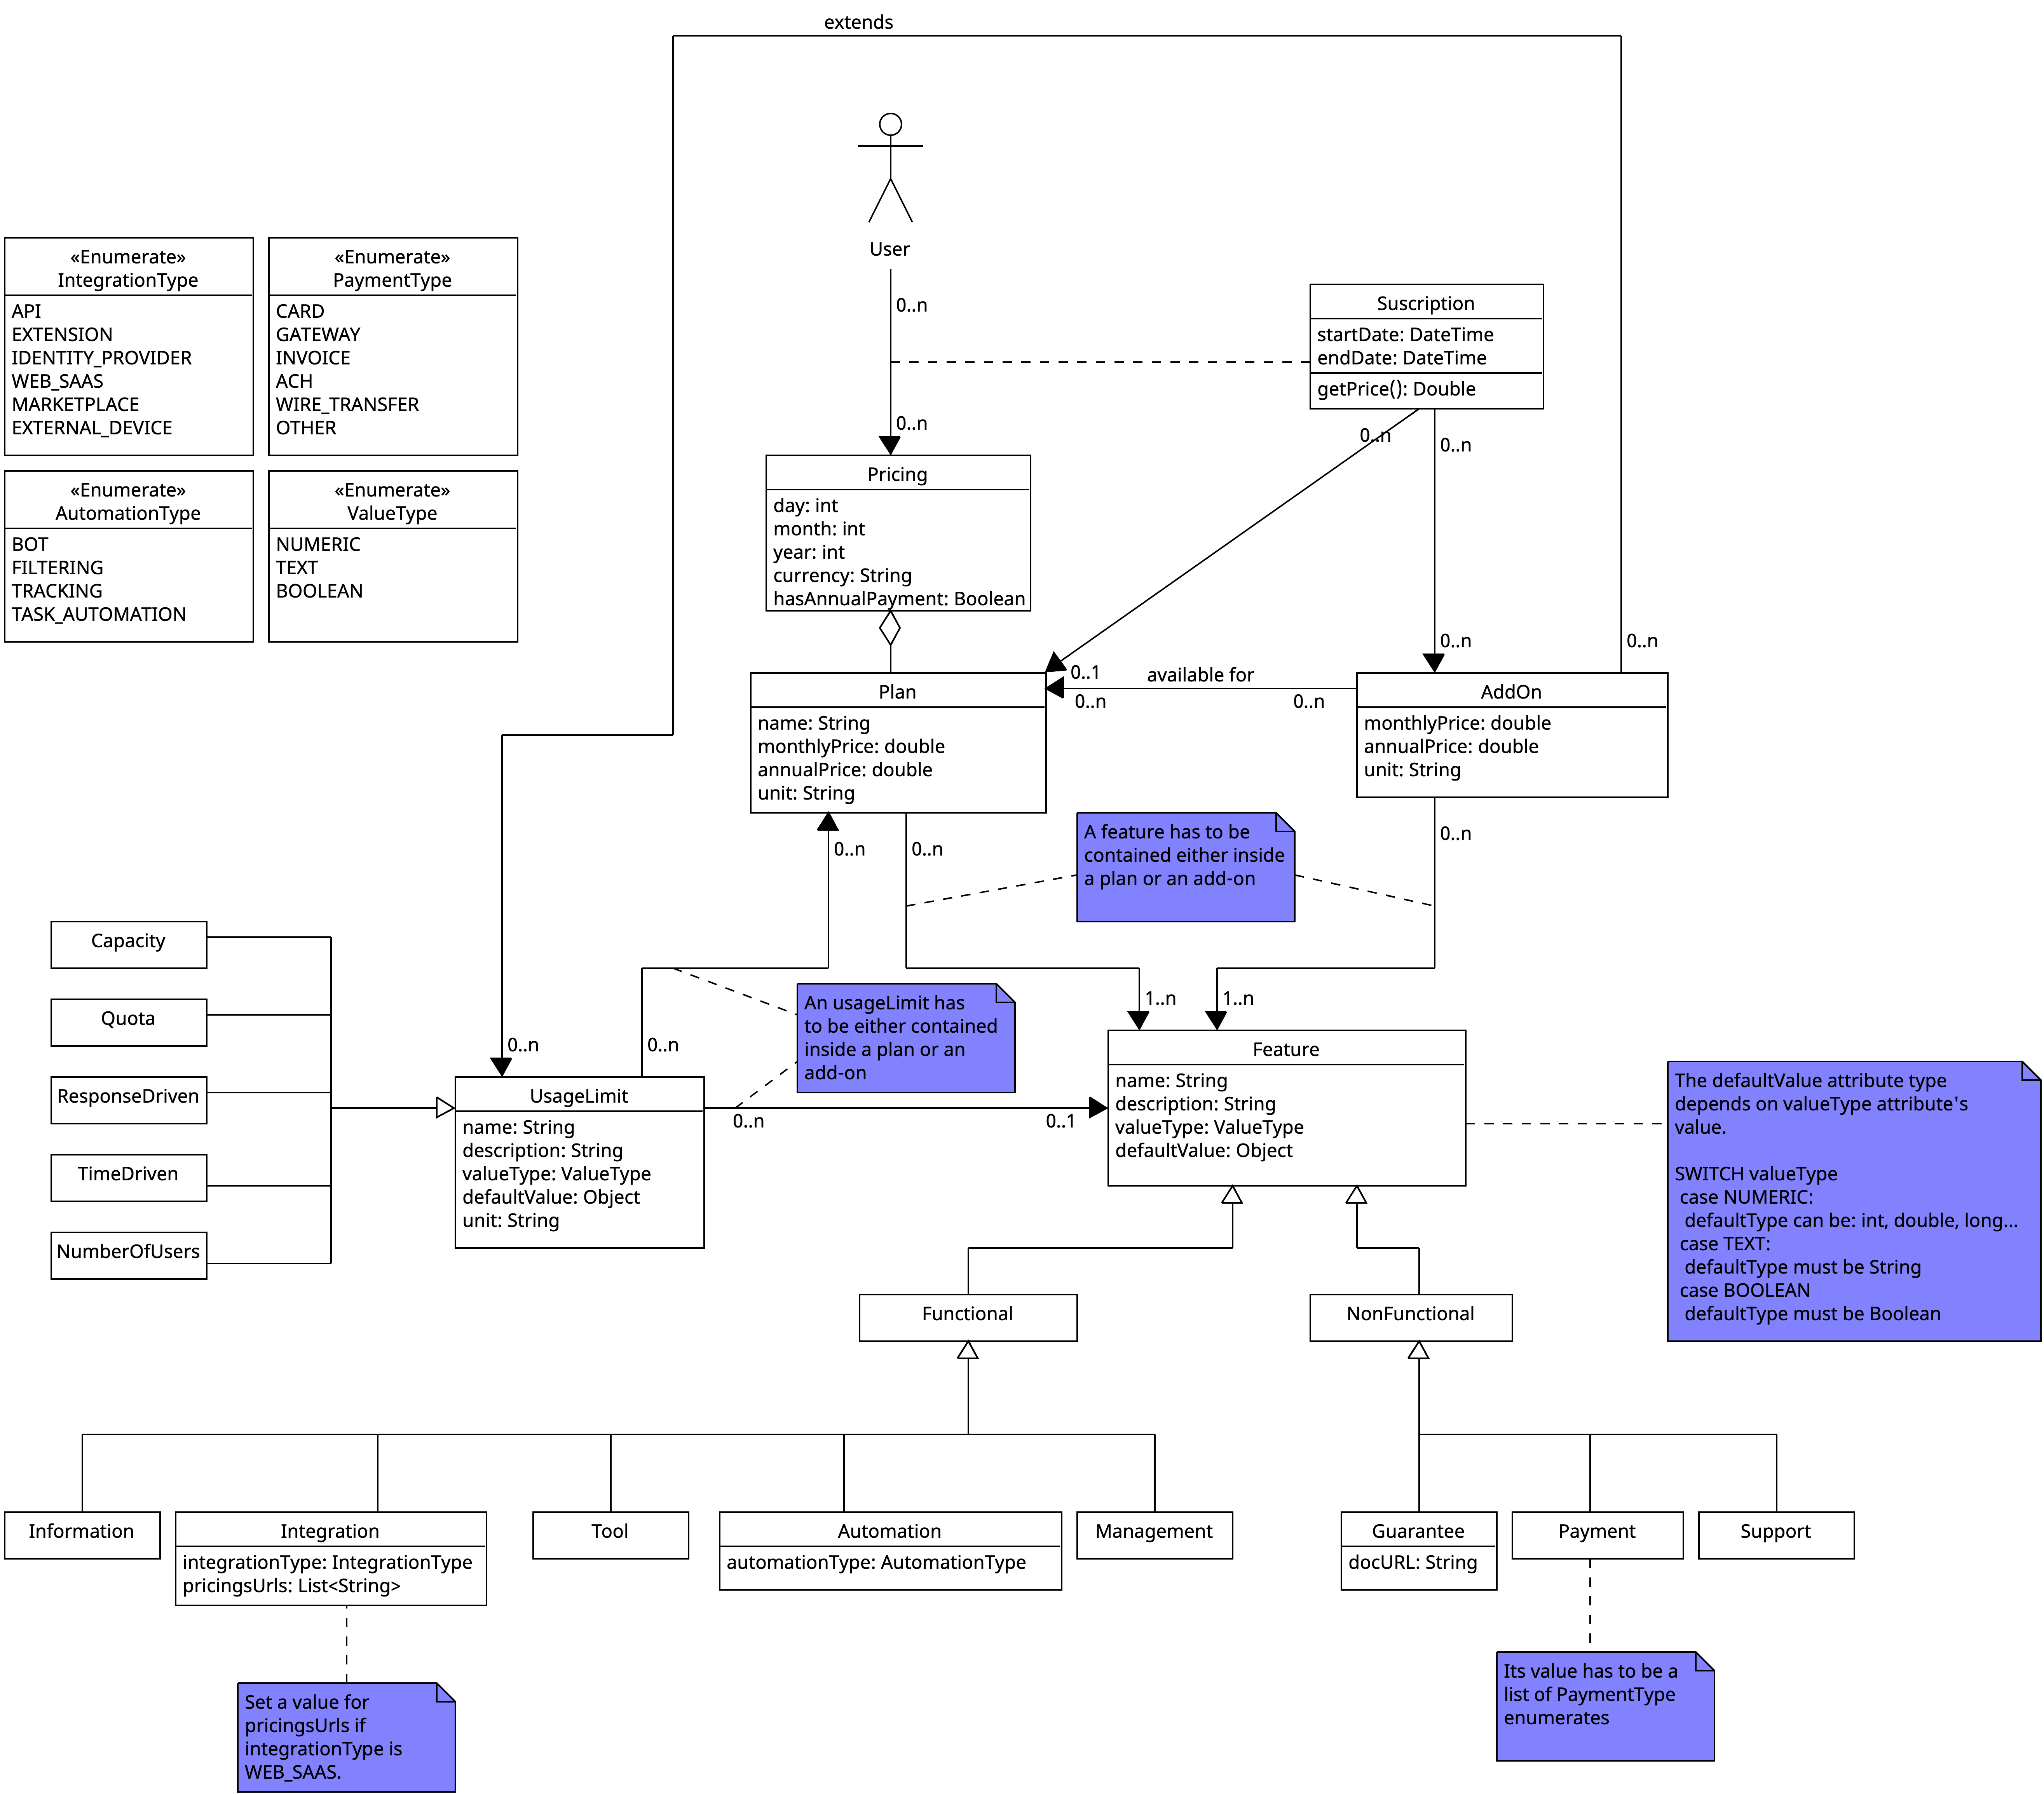 extends
User
«Enumerate»
IntegrationType
API
EXTENSION
IDENTITY_PROVIDER
WEB_SAAS
MARKETPLACE
EXTERNAL_DEVICE
«Enumerate»
PaymentType
CARD
GATEWAY
INVOICE
ACH
WIRE_TRANSFER
OTHER
«Enumerate»
AutomationType
BOT
FILTERING
TRACKING
TASK_AUTOMATION
«Enumerate»
ValueType
NUMERIC
TEXT
BOOLEAN
0..n
0..n
Suscription
startDate: DateTime
endDate: DateTime
getPrice(): Double
0..n
0..n
Pricing
day: int
month: int
year: int
currency: String
hasAnnualPayment: Boolean
0..n
0..n
0..1
available for
0..n
0..n
Plan
name: String
monthlyPrice: double
annualPrice: double
unit: String
AddOn
monthlyPrice: double
annualPrice: double
unit: String
0..n
0..n
A feature has to be
contained either inside
a plan or an add-on
0..n
Capacity
Quota
ResponseDriven
TimeDriven
NumberOfUsers
0..n
0..n
An usageLimit has
to be either contained
inside a plan or an
add-on
1..n
1..n
UsageLimit
name: String
description: String
valueType: ValueType
defaultValue: Object
unit: String
0..n
0..1
Feature
name: String
description: String
valueType: ValueType
defaultValue: Object
The defaultValue attribute type
depends on valueType attribute's
value.
SWITCH valueType
case NUMERIC:
defaultType can be: int, double, long...
case TEXT:
defaultType must be String
case BOOLEAN
defaultType must be Boolean
Functional
NonFunctional
Information
Integration
integrationType: IntegrationType
pricingsUrls: List<String>
Tool
Automation
automationType: AutomationType
Management
Guarantee
docURL: String
Payment
Support
Set a value for
pricingsUrls if
integrationType is
WEB_SAAS.
Its value has to be a
list of PaymentType
enumerates